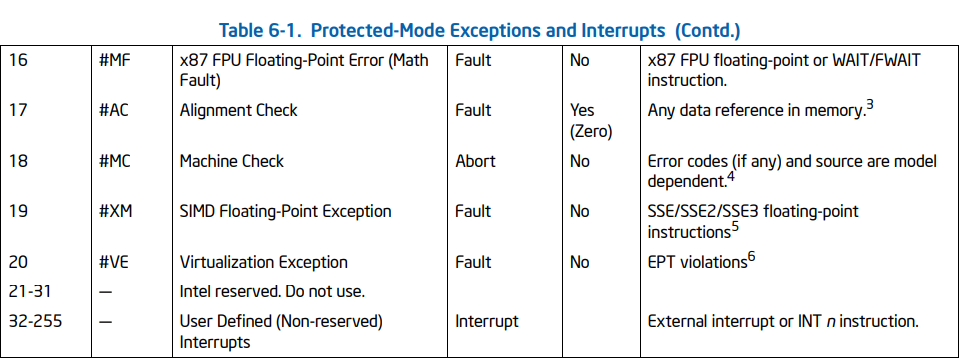 Table 6-1. Protected-Mode Exceptions and Interrupts (Contd.)
16 #MF x87 FPU Floating-Point Error (Math Fault No x87 FPU floating-point or WAIT/FWAIT
Fault) instruction.
17 #AC Alignment Check Fault Yes Any data reference in memory.3
(Zero)
18 #MC Machine Check Abort No Error codes (if any) and source are model
dependent.4
19 #XM SIMD Floating-Point Exception Fault No SSE/SSE2/SSE3 floating-point
instructions5
20 #VE Virtualization Exception Fault No EPT violations6
21-31 — Intel reserved. Do not use.
32-255 — User Defined (Non-reserved) Interrupt External interrupt or INT n instruction.
Interrupts